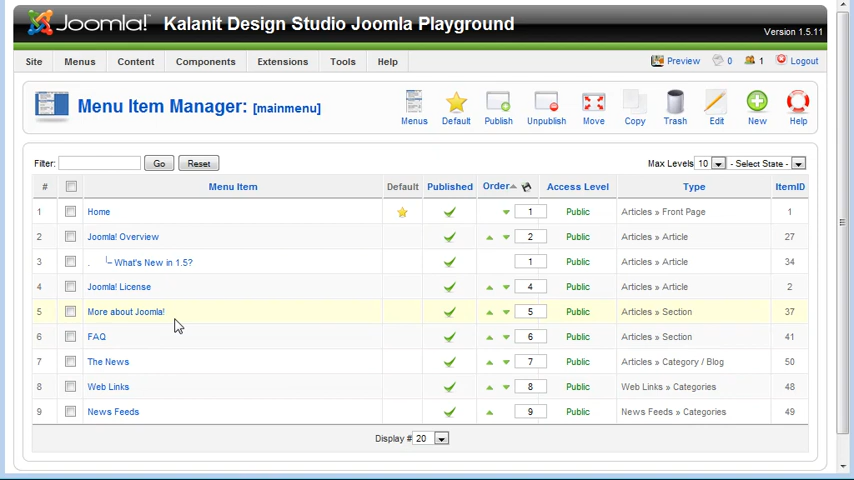 Joomla!® Kalanit Design Studio Joomla Playground
Version 1.5.11
Site Menus Content Components Extensions Tools Help Preview 0 1 Logout
Menu Item Manager: [mainmenu]
Menus Default Publish Unpublish Move Copy Trash Edit New Help
Filter: Go Reset Max Levels 10 - Select State -
# Menu Item Default Published Order Access Level Type ItemID
1 Home 1 Public Articles » Front Page 1
2 Joomla! Overview 2 Public Articles » Article 27
3 . What's New in 1.5? 1 Public Articles » Article 34
4 Joomla! License 4 Public Articles » Article 2
5 More about Joomla! 5 Public Articles » Section 37
6 FAQ 6 Public Articles » Section 41
7 The News 7 Public Articles » Category / Blog 50
8 Web Links 8 Public Web Links » Categories 48
9 News Feeds 9 Public News Feeds » Categories 49
Display # 20